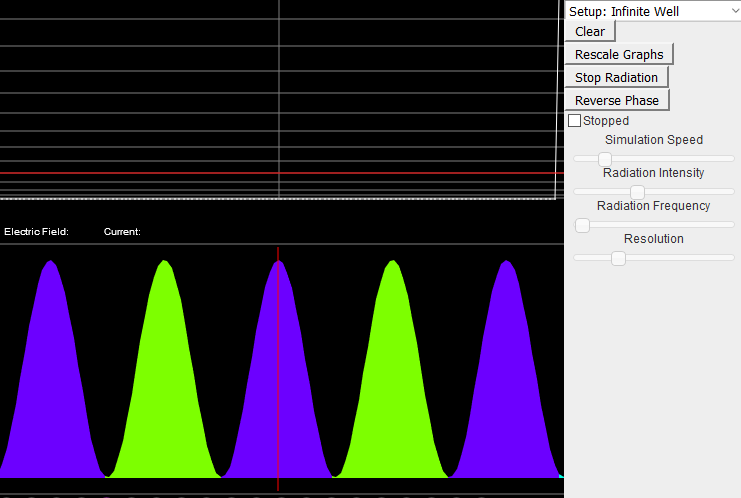 Setup: Infinite Well
Clear
Rescale Graphs
Stop Radiation
Reverse Phase
Stopped
Simulation Speed
Radiation Intensity
Radiation Frequency
Resolution
Electric Field: Current: